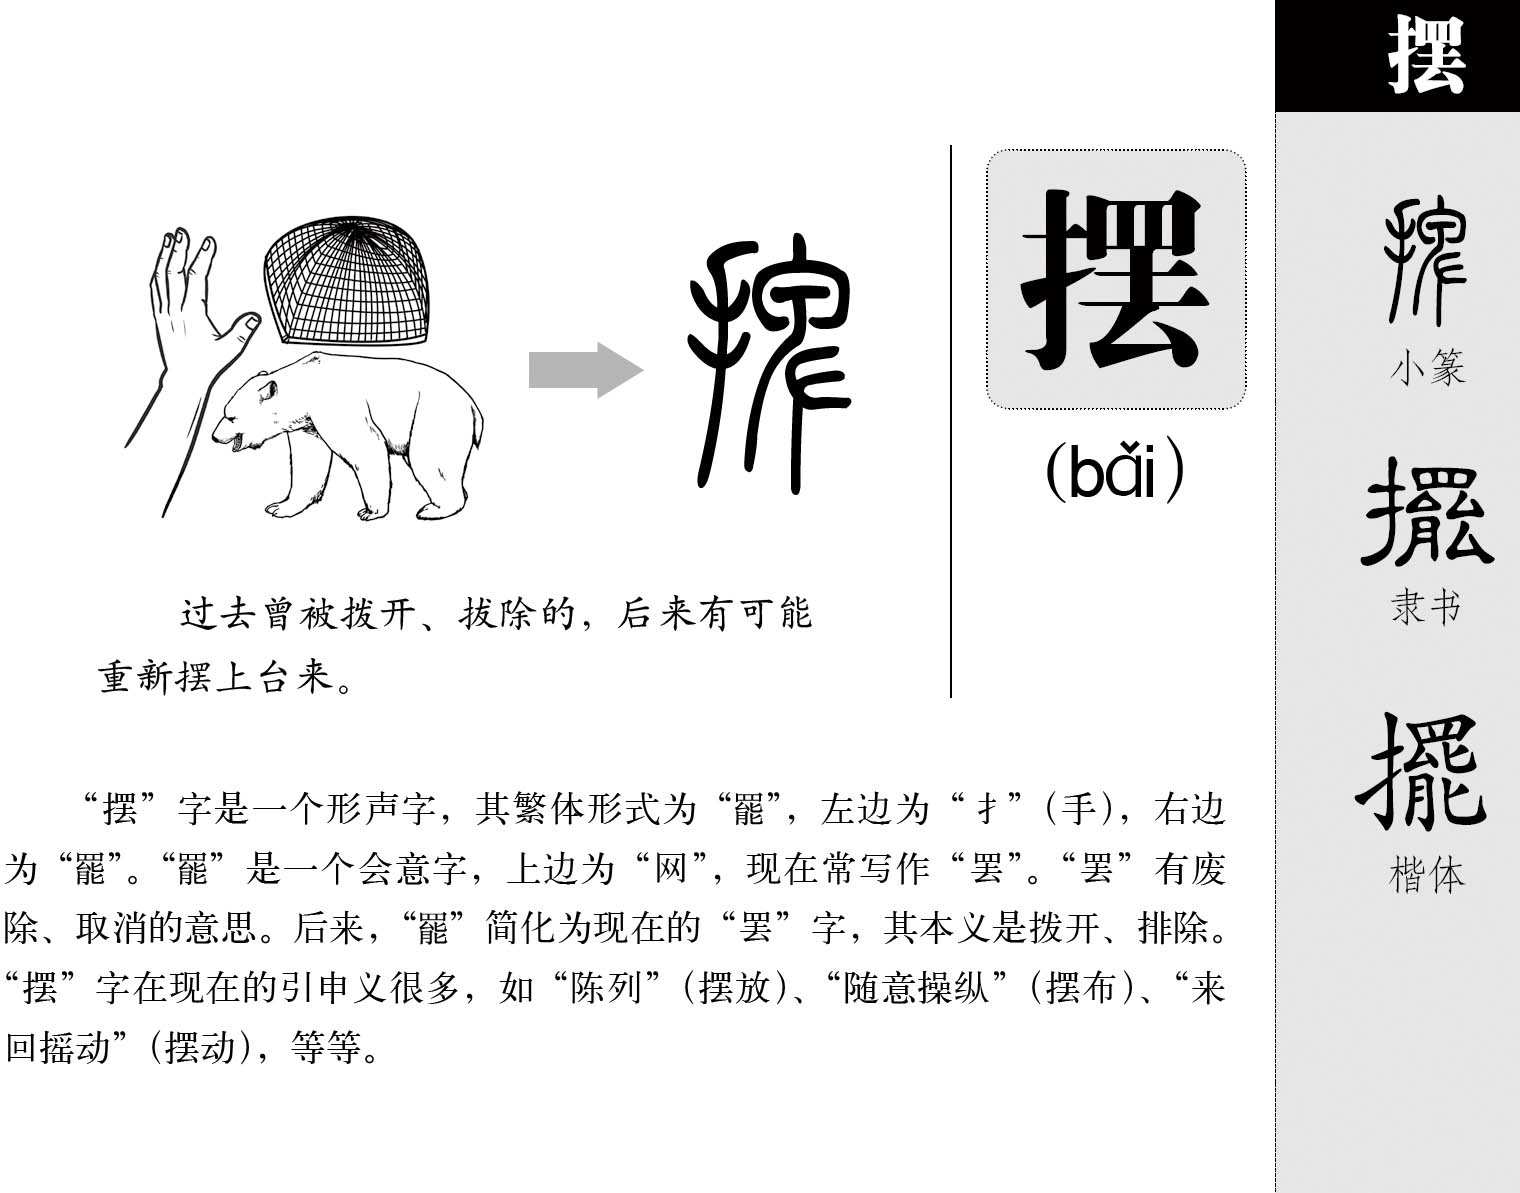 摆
摆
(bǎi)
过去曾被拨开、拔除的，后来有可能
重新摆上台来。
“摆”字是一个形声字，其繁体形式为“罷”，左边为“扌”（手），右边
为“罷”。“罷”是一个会意字，上边为“网”，现在常写作“罢”。“罢”有废
除、取消的意思。后来，“罷”简化为现在的“罢”字，其本义是拨开、排除。
“摆”字在现在的引申义很多，如“陈列”（摆放）、“随意操纵”（摆布）、“来
回摇动”（摆动），等等。
擺
小篆
擺
隶书
擺
楷体